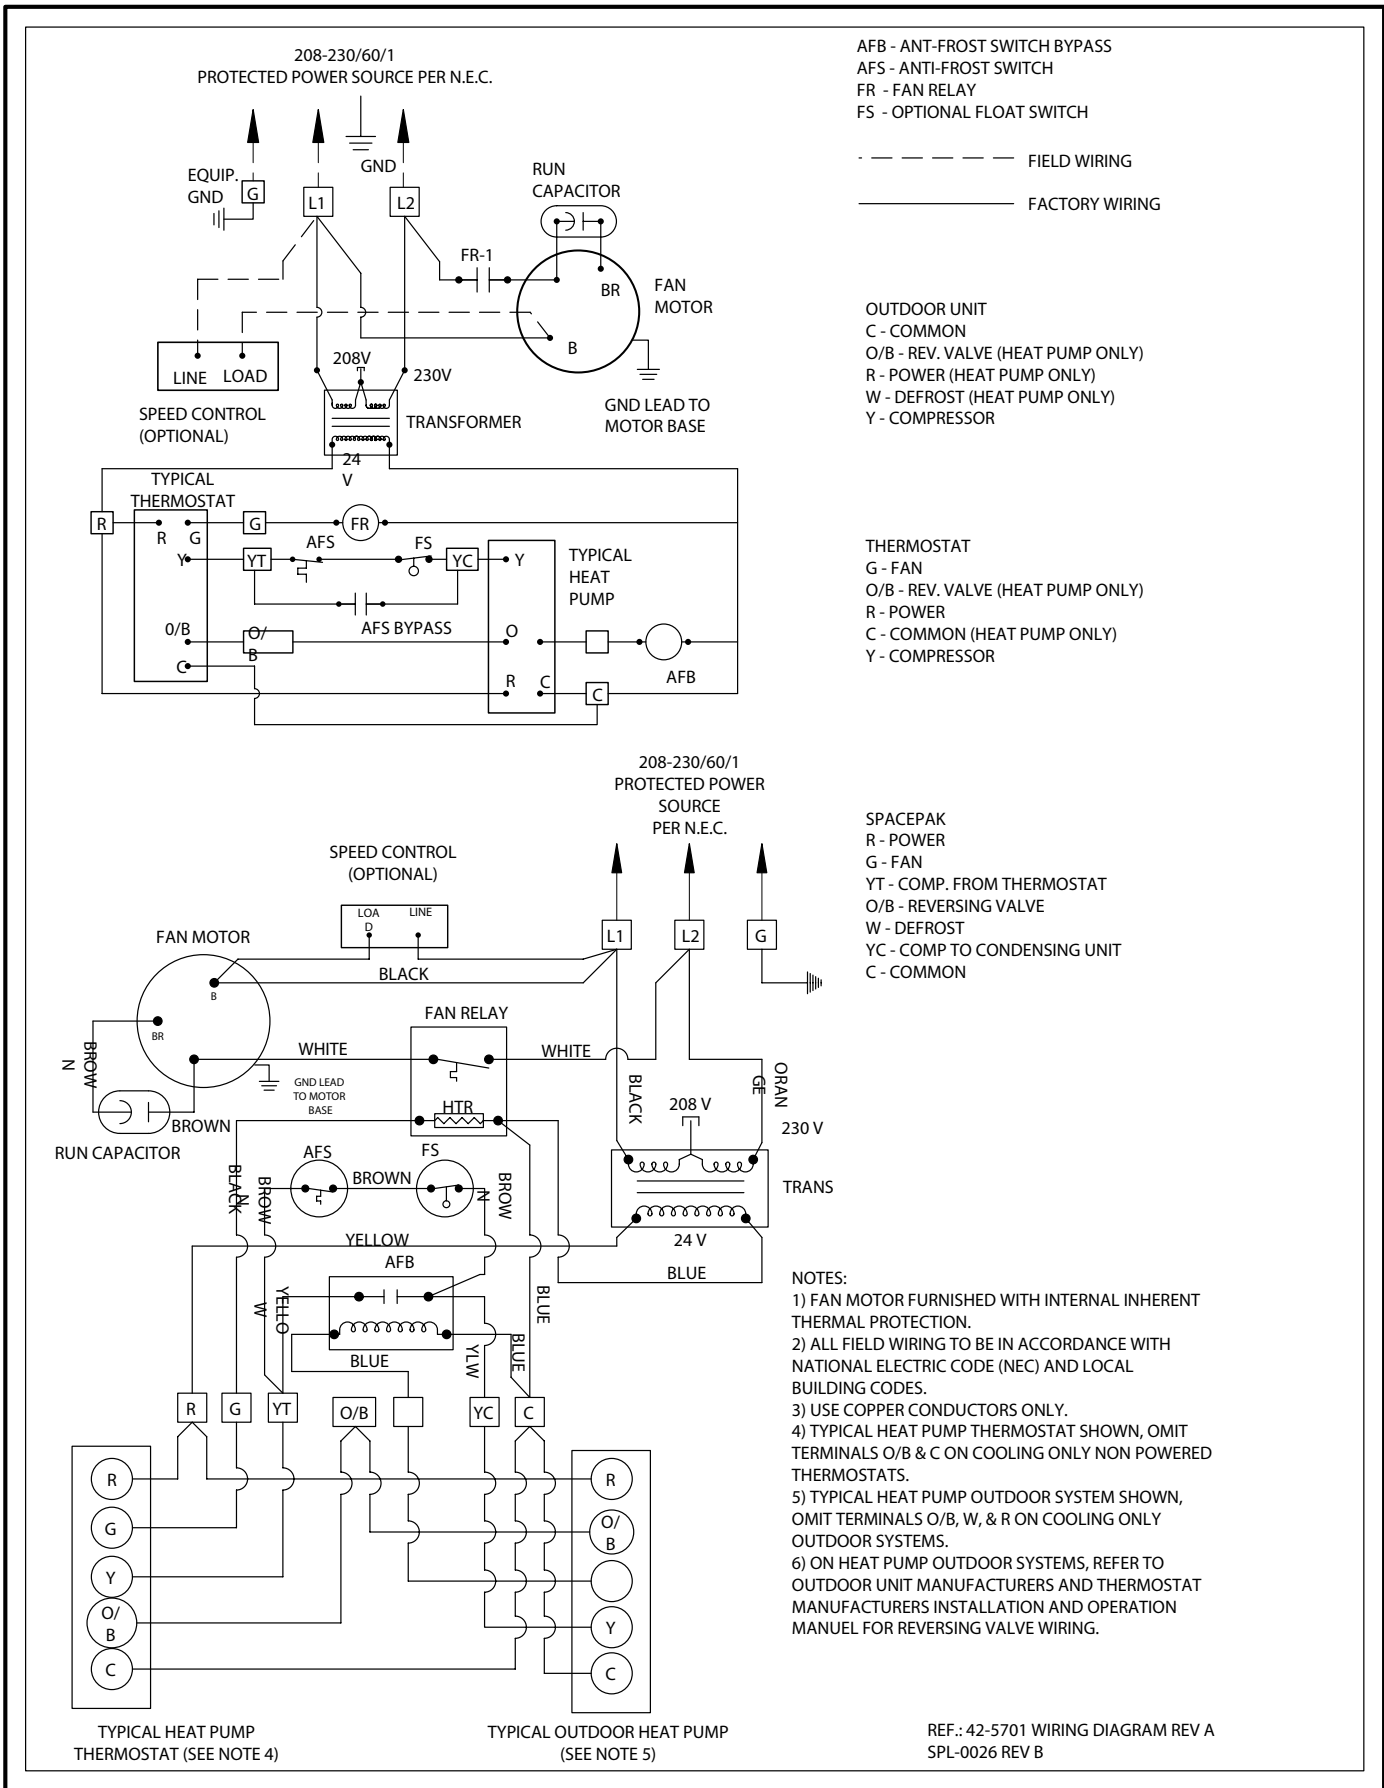 208-230/60/1
PROTECTED POWER SOURCE PER N.E.C.
AFB - ANT-FROST SWITCH BYPASS
AFS - ANTI-FROST SWITCH
FR - FAN RELAY
FS - OPTIONAL FLOAT SWITCH
FIELD WIRING
FACTORY WIRING
EQUIP.
GND
G
L1
GND
L2
RUN
CAPACITOR
FR-1
BR
B
FAN
MOTOR
GND LEAD TO
MOTOR BASE
LINE LOAD
SPEED CONTROL
(OPTIONAL)
208V
230V
TRANSFORMER
24
V
OUTDOOR UNIT
C - COMMON
O/B - REV. VALVE (HEAT PUMP ONLY)
R - POWER (HEAT PUMP ONLY)
W - DEFROST (HEAT PUMP ONLY)
Y - COMPRESSOR
TYPICAL
THERMOSTAT
R
R G
G
FR
Y
YT
AFS
FS
YC
Y
AFS BYPASS
TYPICAL
HEAT
PUMP
0/B
O/
B
O
C
R C
C
AFB
THERMOSTAT
G - FAN
O/B - REV. VALVE (HEAT PUMP ONLY)
R - POWER
C - COMMON (HEAT PUMP ONLY)
Y - COMPRESSOR
208-230/60/1
PROTECTED POWER
SOURCE
PER N.E.C.
L1
L2
G
SPACEPAK
R - POWER
G - FAN
YT - COMP. FROM THERMOSTAT
O/B - REVERSING VALVE
W - DEFROST
YC - COMP TO CONDENSING UNIT
C - COMMON
SPEED CONTROL
(OPTIONAL)
LOA
D
LINE
FAN MOTOR
B
BR
BLACK
FAN RELAY
WHITE
WHITE
HTR
GND LEAD
TO MOTOR
BASE
BROW
N
BROWN
RUN CAPACITOR
BLACK
ORAN
GE
208 V
230 V
TRANS
24 V
BLUE
AFS
FS
BROWN
BLACK
BROW
N
BROW
N
YELLOW
AFB
YELLO
W
BLUE
YLW
BLUE
BLUE
R
G
YT
O/B
YC
C
R
G
Y
O/
B
C
R
O/
B
Y
C
TYPICAL HEAT PUMP
THERMOSTAT (SEE NOTE 4)
TYPICAL OUTDOOR HEAT PUMP
(SEE NOTE 5)
NOTES:
1) FAN MOTOR FURNISHED WITH INTERNAL INHERENT
THERMAL PROTECTION.
2) ALL FIELD WIRING TO BE IN ACCORDANCE WITH
NATIONAL ELECTRIC CODE (NEC) AND LOCAL
BUILDING CODES.
3) USE COPPER CONDUCTORS ONLY.
4) TYPICAL HEAT PUMP THERMOSTAT SHOWN, OMIT
TERMINALS O/B & C ON COOLING ONLY NON POWERED
THERMOSTATS.
5) TYPICAL HEAT PUMP OUTDOOR SYSTEM SHOWN,
OMIT TERMINALS O/B, W, & R ON COOLING ONLY
OUTDOOR SYSTEMS.
6) ON HEAT PUMP OUTDOOR SYSTEMS, REFER TO
OUTDOOR UNIT MANUFACTURERS AND THERMOSTAT
MANUFACTURERS INSTALLATION AND OPERATION
MANUEL FOR REVERSING VALVE WIRING.
REF.: 42-5701 WIRING DIAGRAM REV A
SPL-0026 REV B